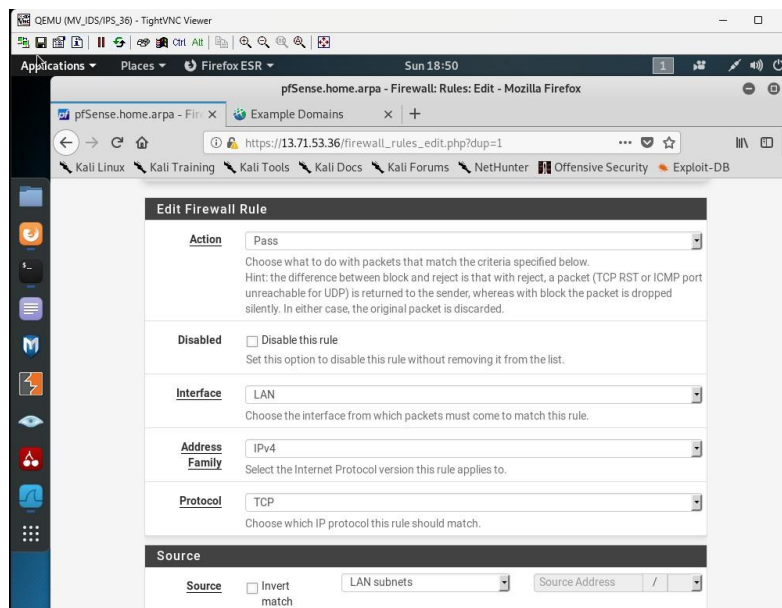 QEMU (MV_IDS/IPS_36) - TightVNC Viewer
Ctrl Alt
Applications Places Firefox ESR Sun 18:50 1
pfSense.home.arpa - Firewall: Rules: Edit - Mozilla Firefox
pfSense.home.arpa - Fire Example Domains
https://13.71.53.36/firewall_rules_edit.php?dup=1
Kali Linux Kali Training Kali Tools Kali Docs Kali Forums NetHunter Offensive Security Exploit-DB
Edit Firewall Rule
Action Pass
Choose what to do with packets that match the criteria specified below.
Hint: the difference between block and reject is that with reject, a packet (TCP RST or ICMP port
unreachable for UDP) is returned to the sender, whereas with block the packet is dropped
silently. In either case, the original packet is discarded.
Disabled Disable this rule
Set this option to disable this rule without removing it from the list.
Interface LAN
Choose the interface from which packets must come to match this rule.
Address Family IPv4
Select the Internet Protocol version this rule applies to.
Protocol TCP
Choose which IP protocol this rule should match.
Source
Source Invert match LAN subnets Source Address /